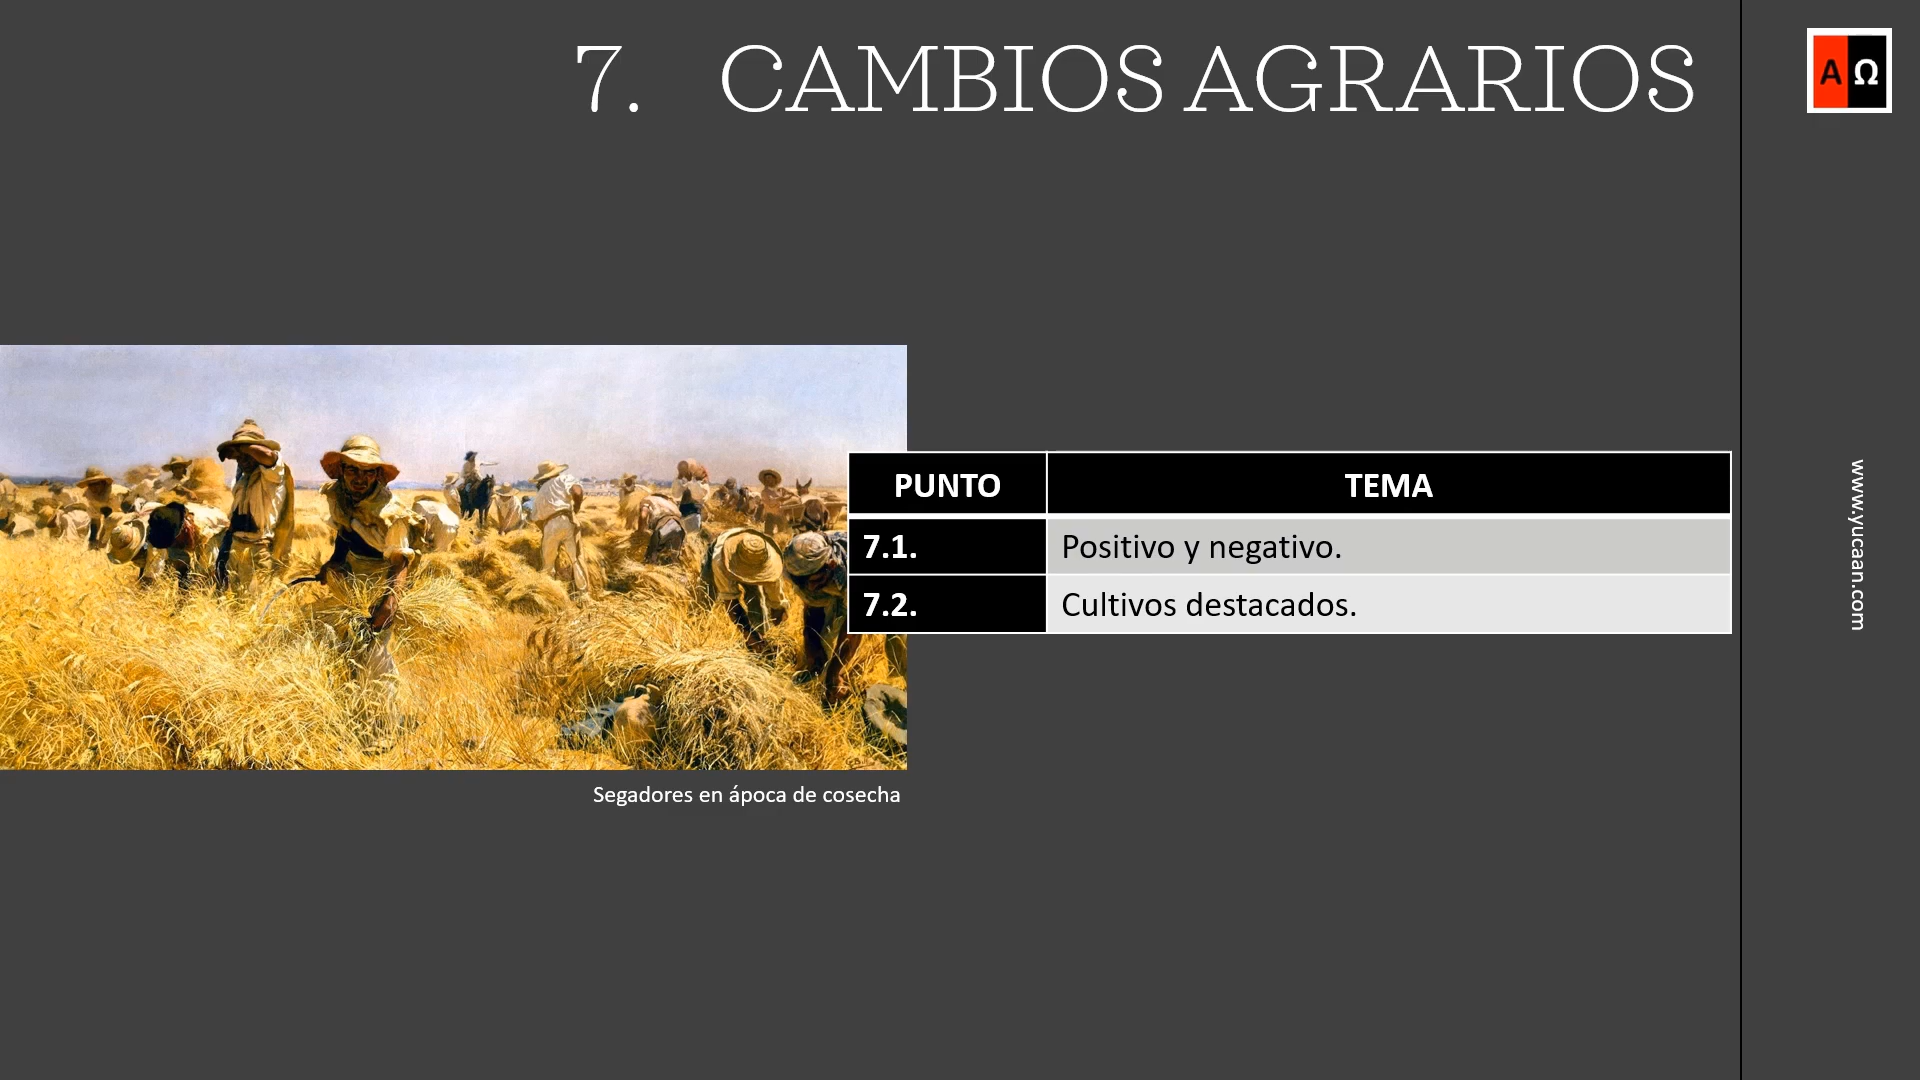 7. CAMBIOS AGRARIOS
A Ω
PUNTO TEMA
7.1. Positivo y negativo.
7.2. Cultivos destacados.
Segadores en ápoca de cosecha
www.yucaan.com